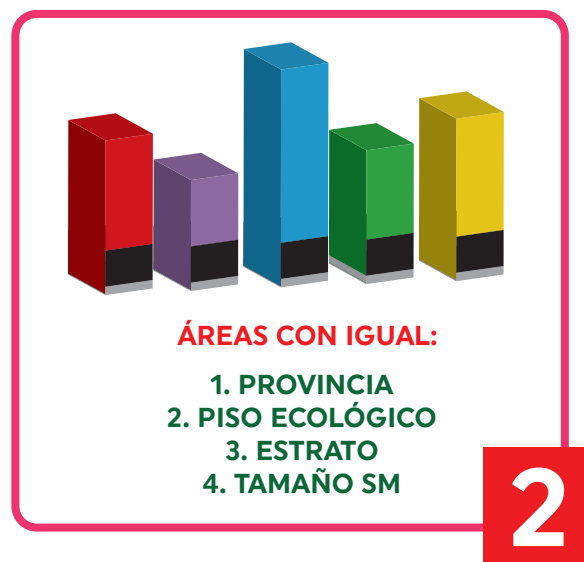 ÁREAS CON IGUAL:
1. PROVINCIA
2. PISO ECOLÓGICO
3. ESTRATO
4. TAMAÑO SM
2